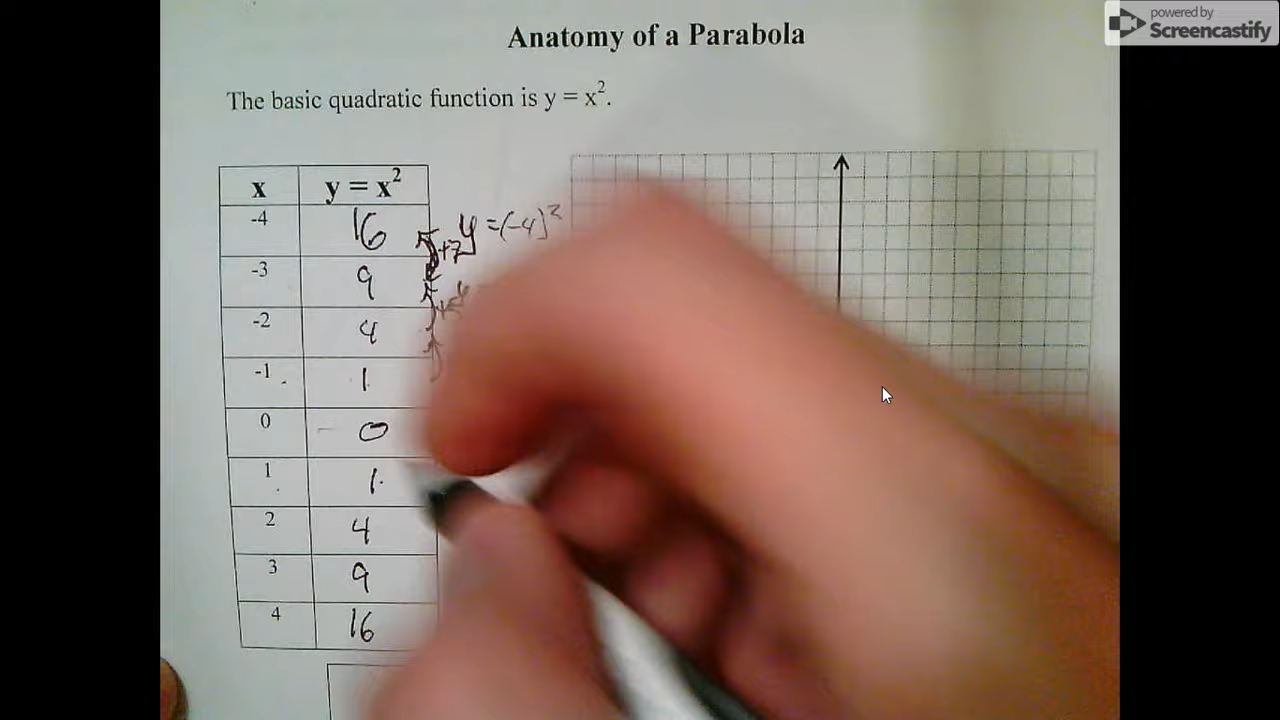 powered by
Screencastify
Anatomy of a Parabola
The basic quadratic function is y = x².
x y = x²
-4 16 +7 y =(-4)²
-3 9
-2 4
-1 1
0 0
1 1
2 4
3 9
4 16